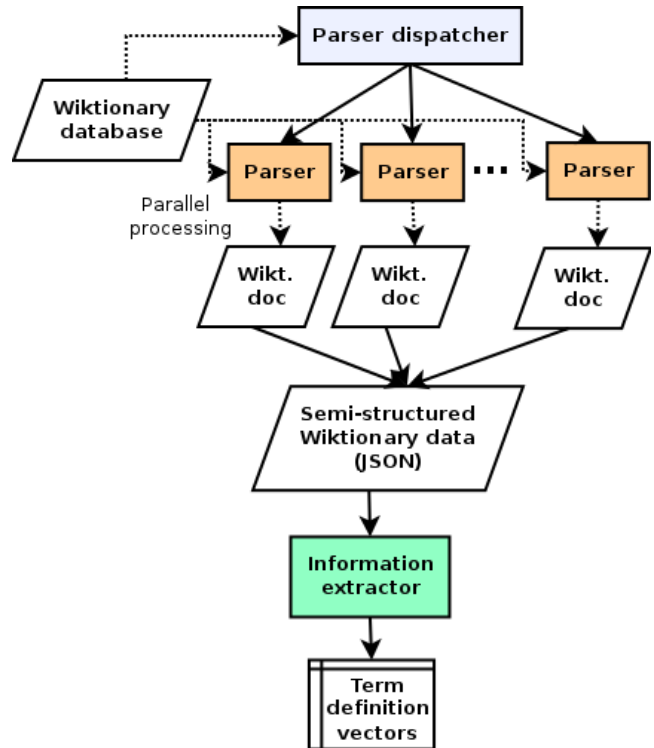 Parser dispatcher
Wiktionary
database
Parser
Parser
...
Parser
Parallel
processing
Wikt.
doc
Wikt.
doc
Wikt.
doc
Semi-structured
Wiktionary data
(JSON)
Information
extractor
Term
definition
vectors